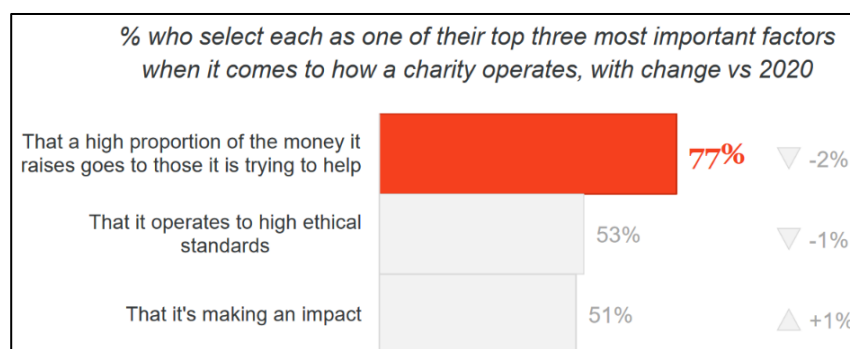 % who select each as one of their top three most important factors
when it comes to how a charity operates, with change vs 2020
That a high proportion of the money it
raises goes to those it is trying to help
77%
-2%
That it operates to high ethical
standards
53%
-1%
That it's making an impact
51%
+1%